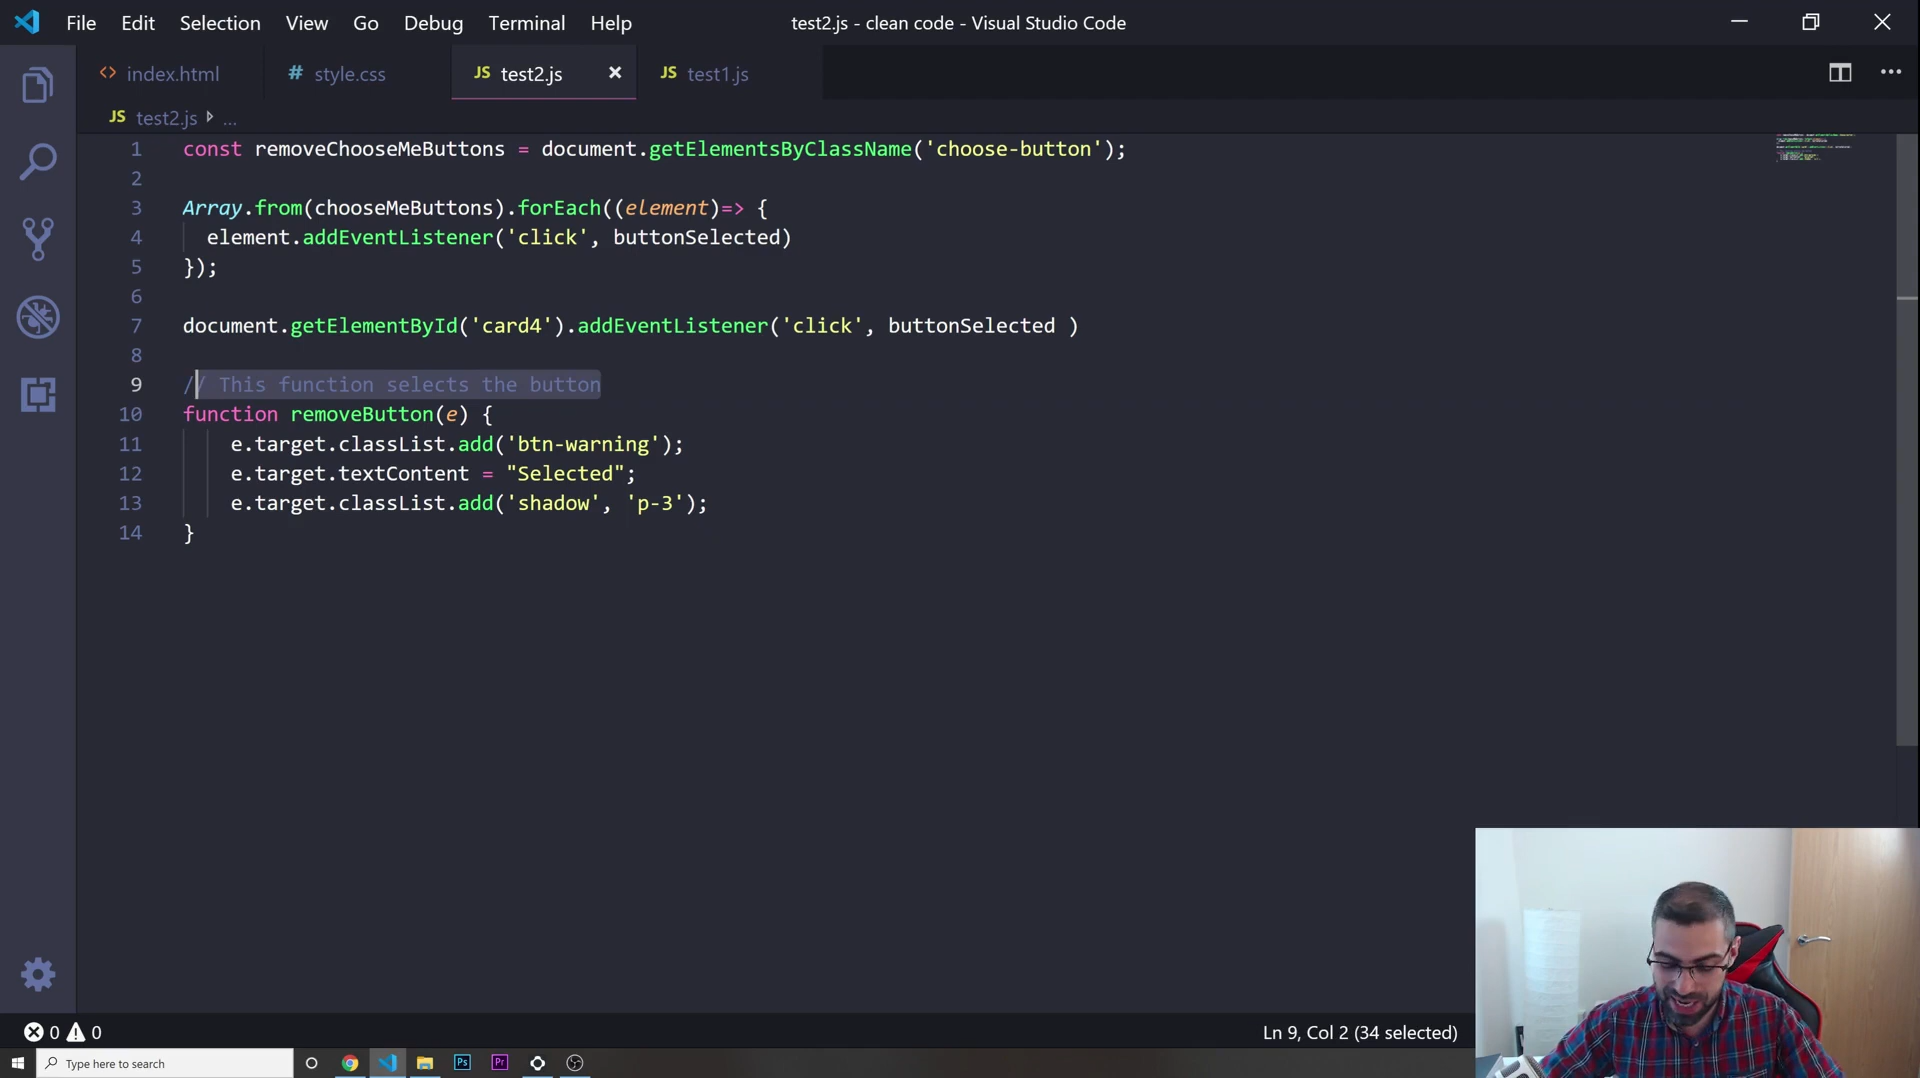 File Edit Selection View Go Debug Terminal Help test2.js - clean code - Visual Studio Code
<> index.html # style.css JS test2.js JS test1.js
JS test2.js ...
1 const removeChooseMeButtons = document.getElementsByClassName('choose-button');
2
3 Array.from(chooseMeButtons).forEach((element)=> {
4 element.addEventListener('click', buttonSelected)
5 });
6
7 document.getElementById('card4').addEventListener('click', buttonSelected )
8
9 // This function selects the button
10 function removeButton(e) {
11 e.target.classList.add('btn-warning');
12 e.target.textContent = "Selected";
13 e.target.classList.add('shadow', 'p-3');
14 }
0 0 Ln 9, Col 2 (34 selected)
Type here to search Ps Pr